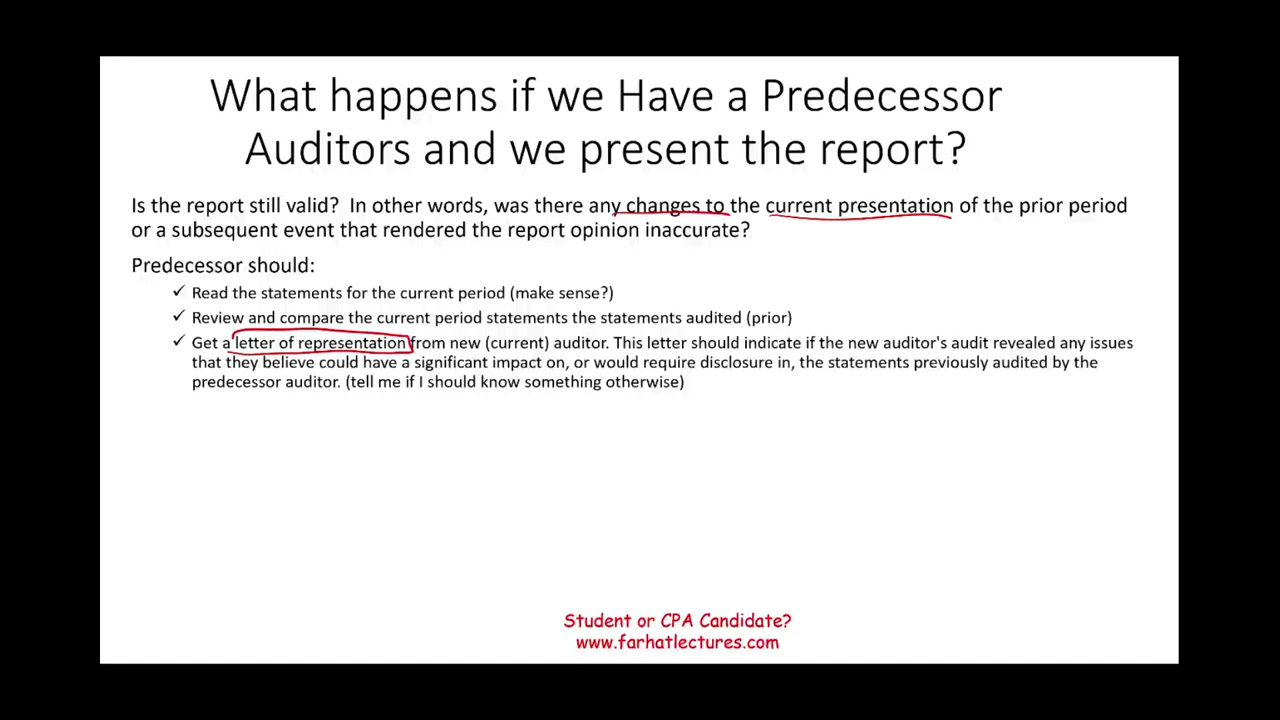 What happens if we Have a Predecessor
Auditors and we present the report?
Is the report still valid? In other words, was there any changes to the current presentation of the prior period
or a subsequent event that rendered the report opinion inaccurate?
Predecessor should:
✓ Read the statements for the current period (make sense?)
✓ Review and compare the current period statements the statements audited (prior)
✓ Get a letter of representation from new (current) auditor. This letter should indicate if the new auditor's audit revealed any issues
that they believe could have a significant impact on, or would require disclosure in, the statements previously audited by the
predecessor auditor. (tell me if I should know something otherwise)
Student or CPA Candidate?
www.farhatlectures.com